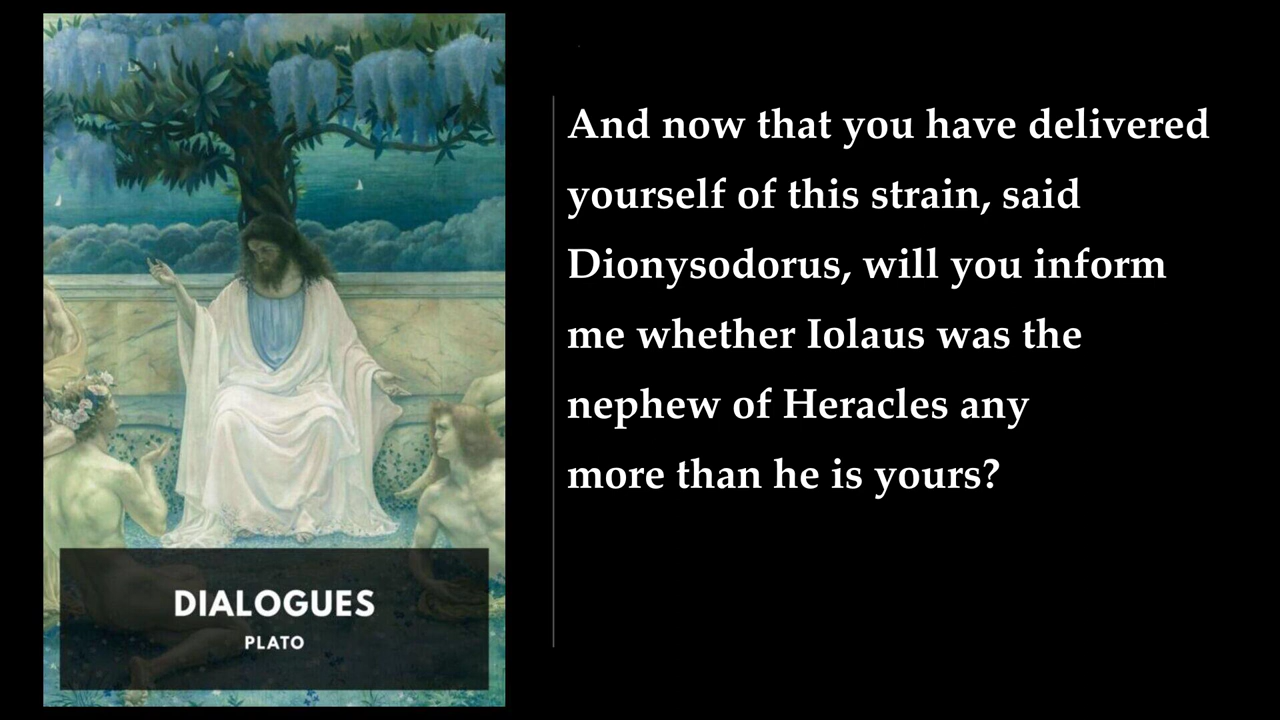 DIALOGUES
PLATO
And now that you have delivered
yourself of this strain, said
Dionysodorus, will you inform
me whether Iolaus was the
nephew of Heracles any
more than he is yours?